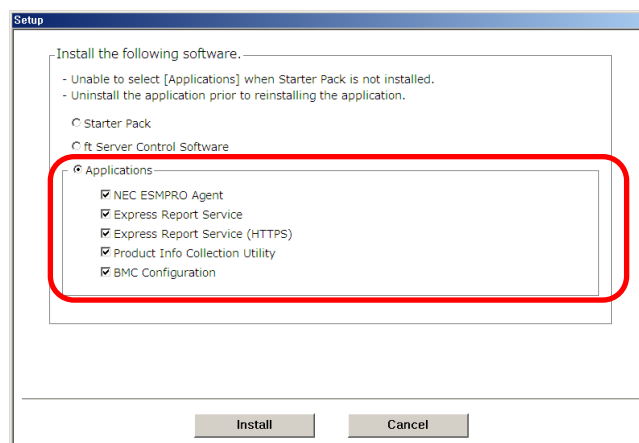 Setup
Install the following software.
- Unable to select [Applications] when Starter Pack is not installed.
- Uninstall the application prior to reinstalling the application.
Starter Pack
ft Server Control Software
Applications
NEC ESMPRO Agent
Express Report Service
Express Report Service (HTTPS)
Product Info Collection Utility
BMC Configuration
Install Cancel